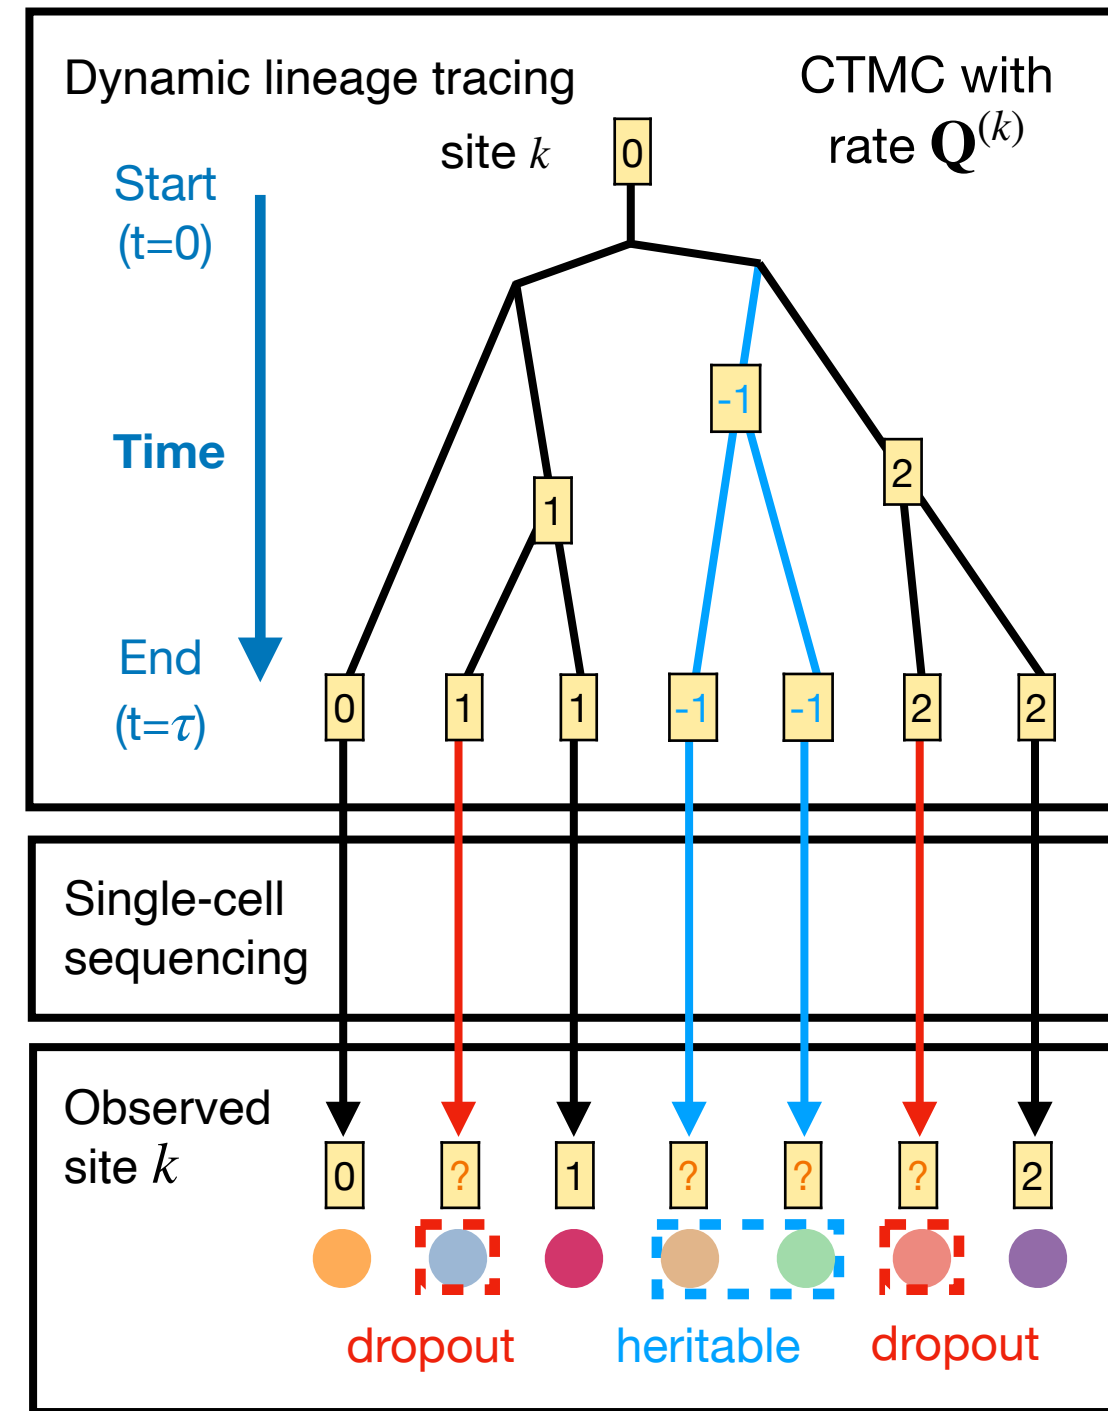 Dynamic lineage tracing
CTMC with
rate Q^(k)
site k
0
Start
(t=0)
-1
Time
2
1
End
(t=τ)
0 1 1 -1 -1 2 2
Single-cell
sequencing
Observed
site k
0 ? 1 ? ? ? 2
dropout heritable dropout